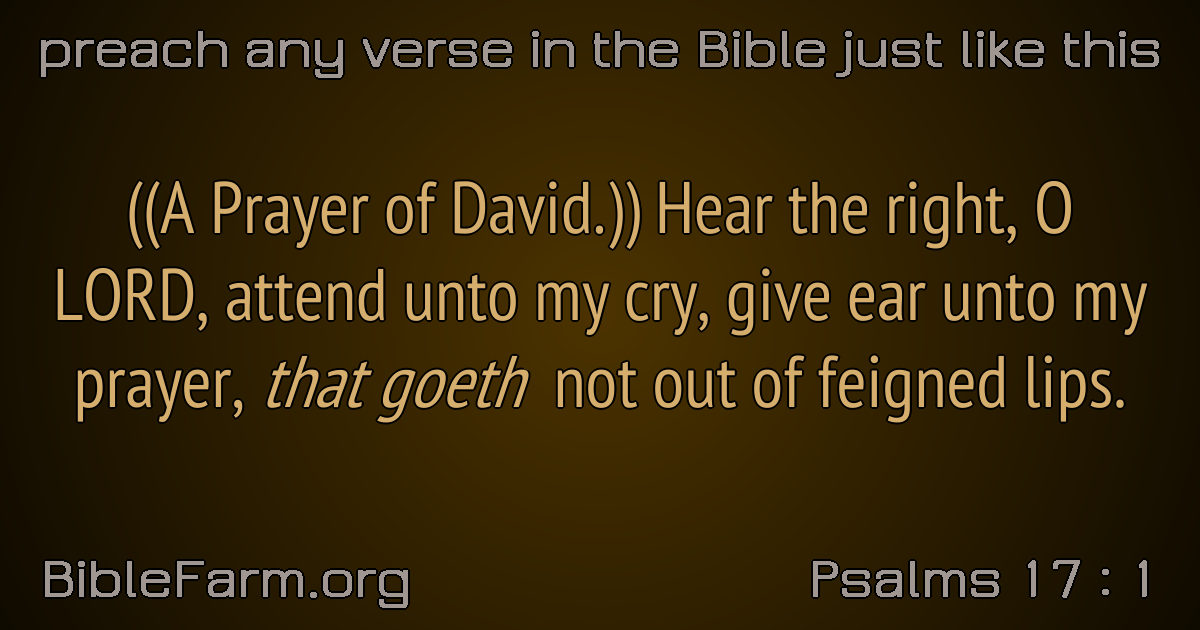 preach any verse in the Bible just like this
((A Prayer of David.)) Hear the right, O
LORD, attend unto my cry, give ear unto my
prayer, that goeth not out of feigned lips.
BibleFarm.org
Psalms 17 : 1